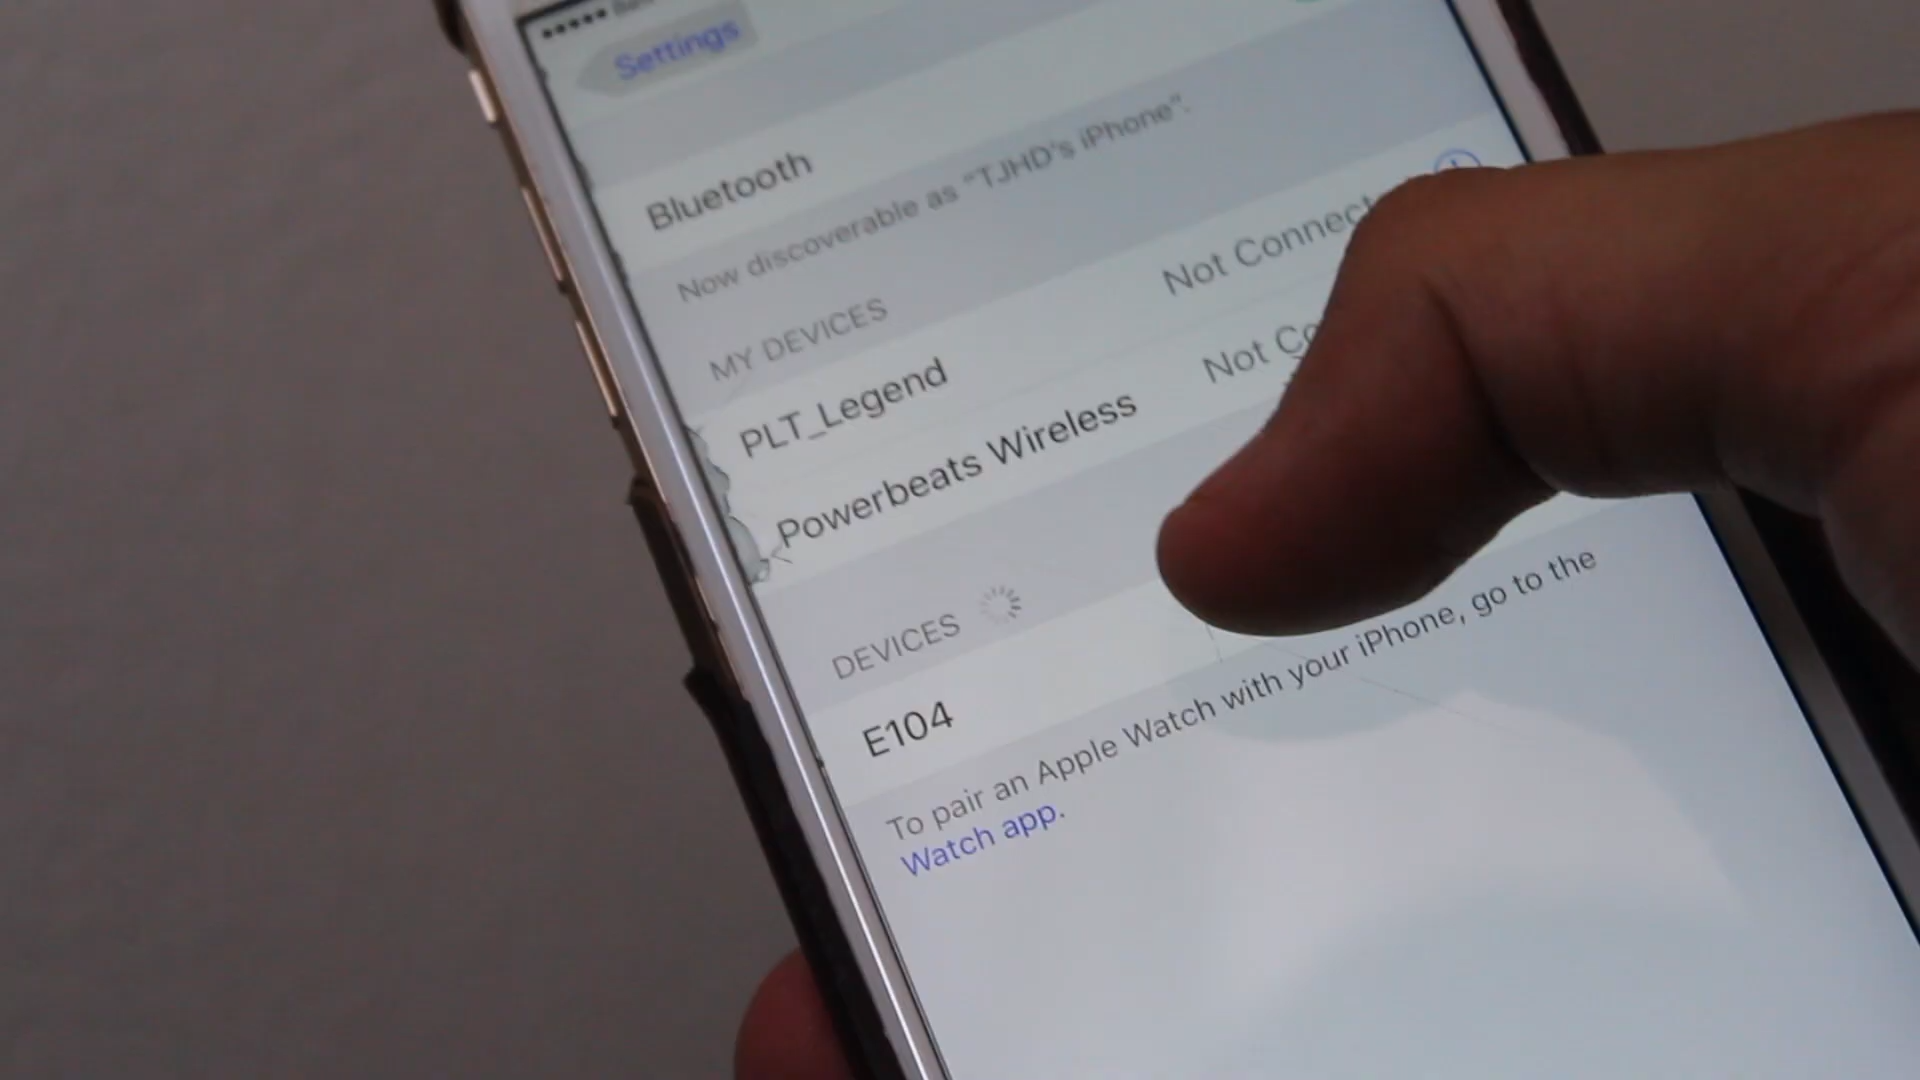 Settings
Bluetooth
Now discoverable as "TJHD's iPhone".
MY DEVICES
PLT_Legend Not Connect
Powerbeats Wireless Not Co
DEVICES
E104
To pair an Apple Watch with your iPhone, go to the
Watch app.